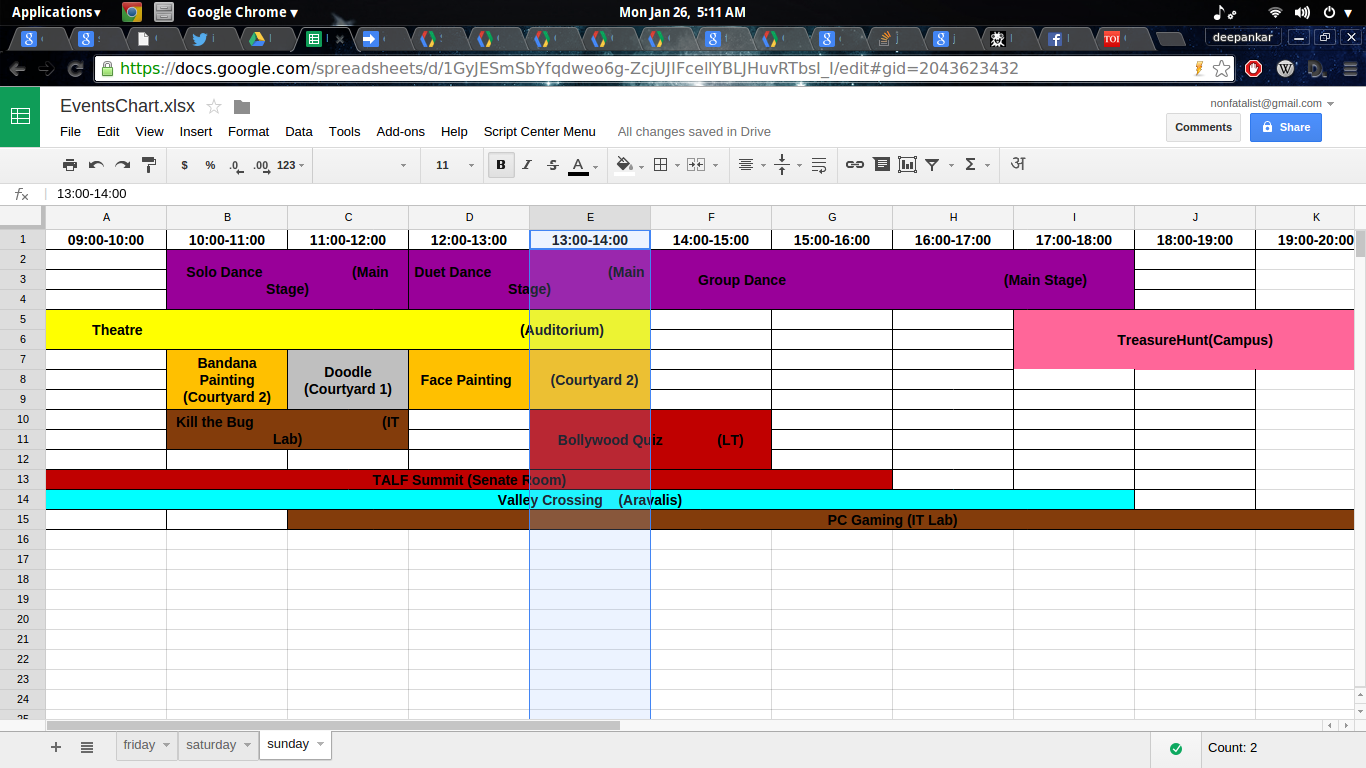 Applications▾ Google Chrome ▾ Mon Jan 26, 5:11 AM
TOI deepankar
https://docs.google.com/spreadsheets/d/1GyJESmSbYfqdweo6g-ZcjUJIFcellYBLJHuvRTbsI_I/edit#gid=2043623432
EventsChart.xlsx nonfatalist@gmail.com
File Edit View Insert Format Data Tools Add-ons Help Script Center Menu All changes saved in Drive Comments Share
$ % .0 .00 123 11 B I S A Σ अ
fx 13:00-14:00
A B C D E F G H I J K
1 09:00-10:00 10:00-11:00 11:00-12:00 12:00-13:00 13:00-14:00 14:00-15:00 15:00-16:00 16:00-17:00 17:00-18:00 18:00-19:00 19:00-20:00
2
3 Solo Dance (Main Stage) Duet Dance (Main Stage) Group Dance (Main Stage)
4
5
6 Theatre (Auditorium) TreasureHunt(Campus)
7
8 Bandana Painting (Courtyard 2) Doodle (Courtyard 1) Face Painting (Courtyard 2)
9
10 Kill the Bug (IT Lab)
11 Bollywood Quiz (LT)
12
13 TALF Summit (Senate Room)
14 Valley Crossing (Aravalis)
15 PC Gaming (IT Lab)
16
17
18
19
20
21
22
23
24
25
friday saturday sunday Count: 2